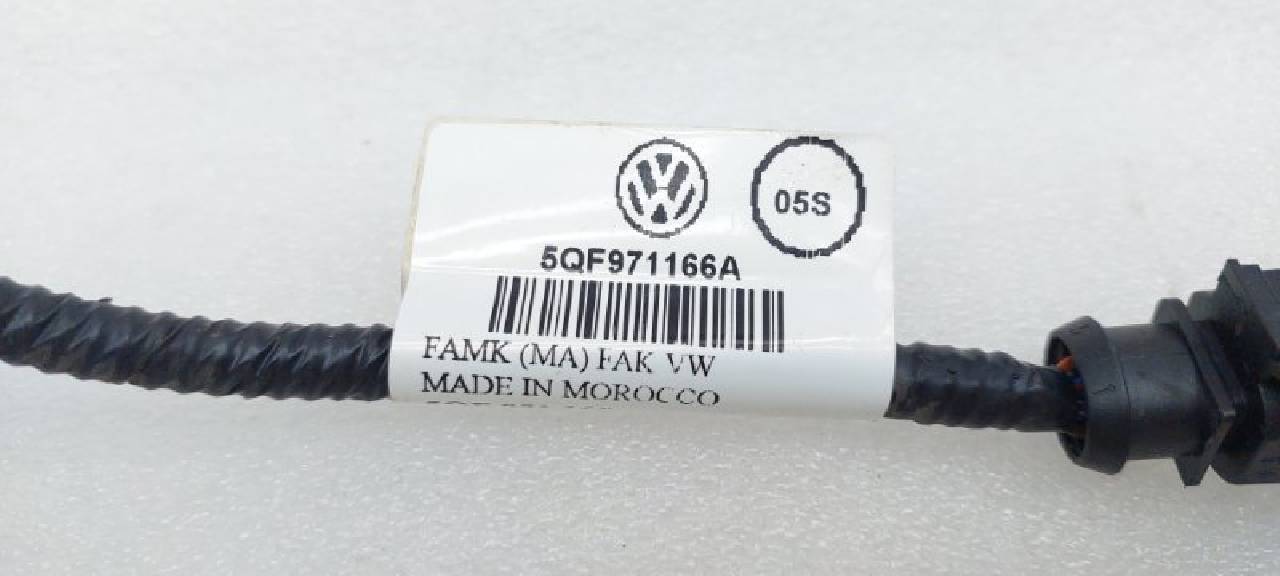 05S
5QF971166A
FAMK (MA) FAK VW
MADE IN MOROCCO